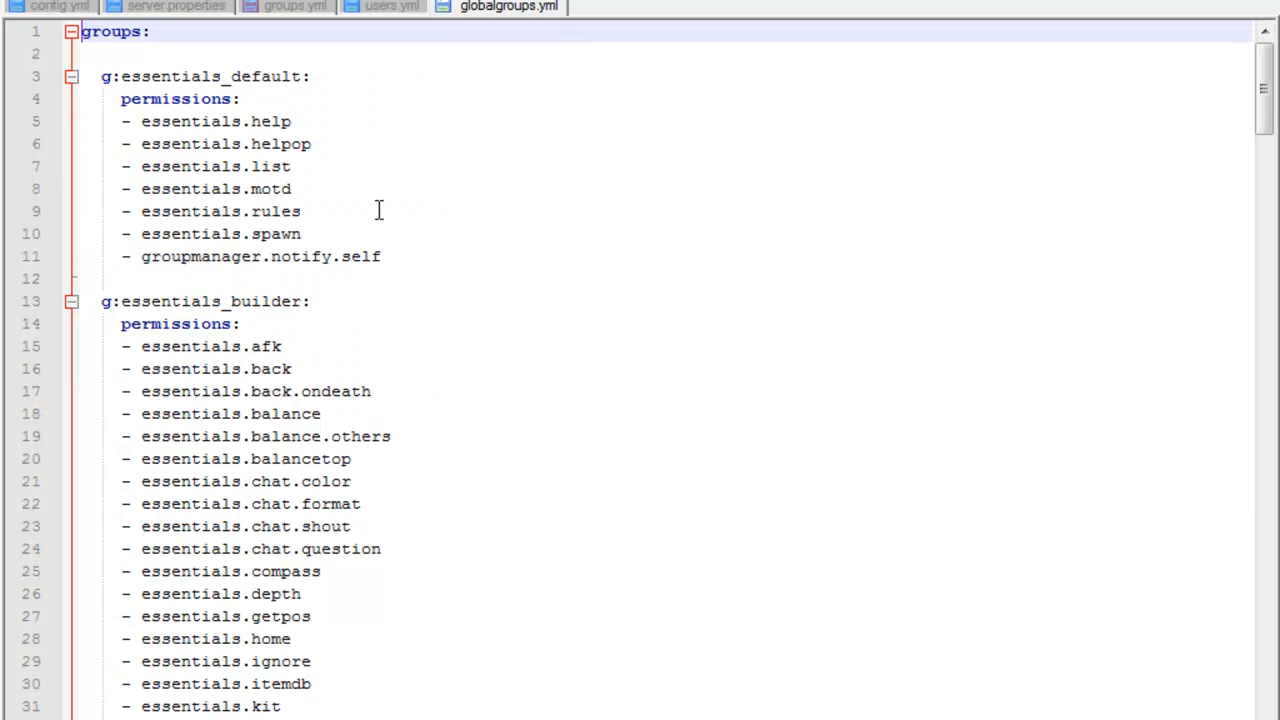 config.yml server.properties groups.yml users.yml globalgroups.yml
1 groups:
2
3 g:essentials_default:
4 permissions:
5 - essentials.help
6 - essentials.helpop
7 - essentials.list
8 - essentials.motd
9 - essentials.rules
10 - essentials.spawn
11 - groupmanager.notify.self
12
13 g:essentials_builder:
14 permissions:
15 - essentials.afk
16 - essentials.back
17 - essentials.back.ondeath
18 - essentials.balance
19 - essentials.balance.others
20 - essentials.balancetop
21 - essentials.chat.color
22 - essentials.chat.format
23 - essentials.chat.shout
24 - essentials.chat.question
25 - essentials.compass
26 - essentials.depth
27 - essentials.getpos
28 - essentials.home
29 - essentials.ignore
30 - essentials.itemdb
31 - essentials.kit